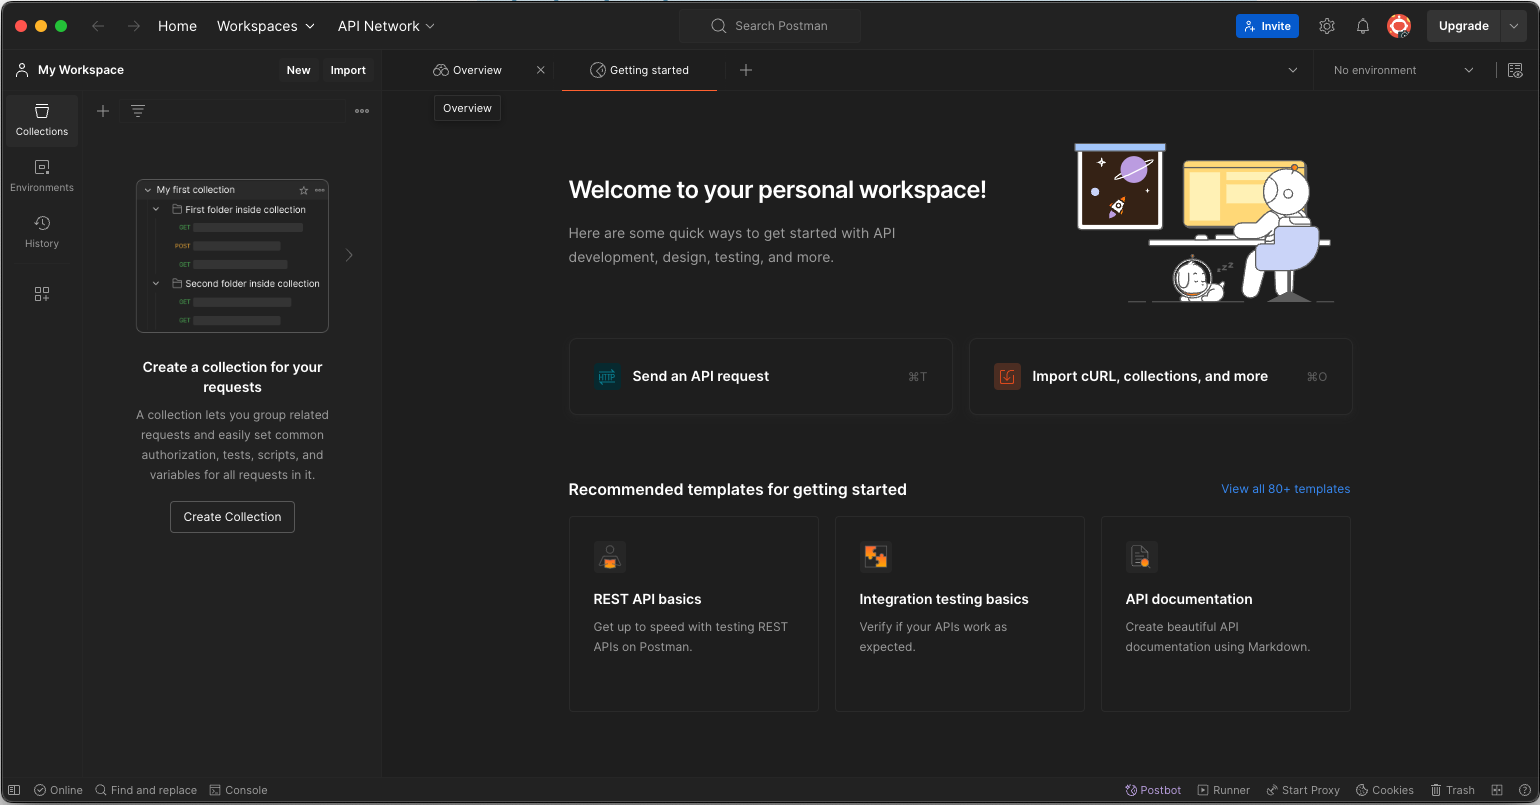 Home Workspaces API Network Search Postman Invite Upgrade
My Workspace New Import Overview Getting started No environment
Overview
Collections
Environments
History
My first collection
First folder inside collection
GET
POST
GET
Second folder inside collection
GET
GET
Create a collection for your
requests
A collection lets you group related
requests and easily set common
authorization, tests, scripts, and
variables for all requests in it.
Create Collection
Welcome to your personal workspace!
Here are some quick ways to get started with API
development, design, testing, and more.
zzz
HTTP Send an API request ⌘T
Import cURL, collections, and more ⌘O
Recommended templates for getting started View all 80+ templates
REST API basics
Get up to speed with testing REST
APIs on Postman.
Integration testing basics
Verify if your APIs work as
expected.
API documentation
Create beautiful API
documentation using Markdown.
Online Find and replace Console Postbot Runner Start Proxy Cookies Trash